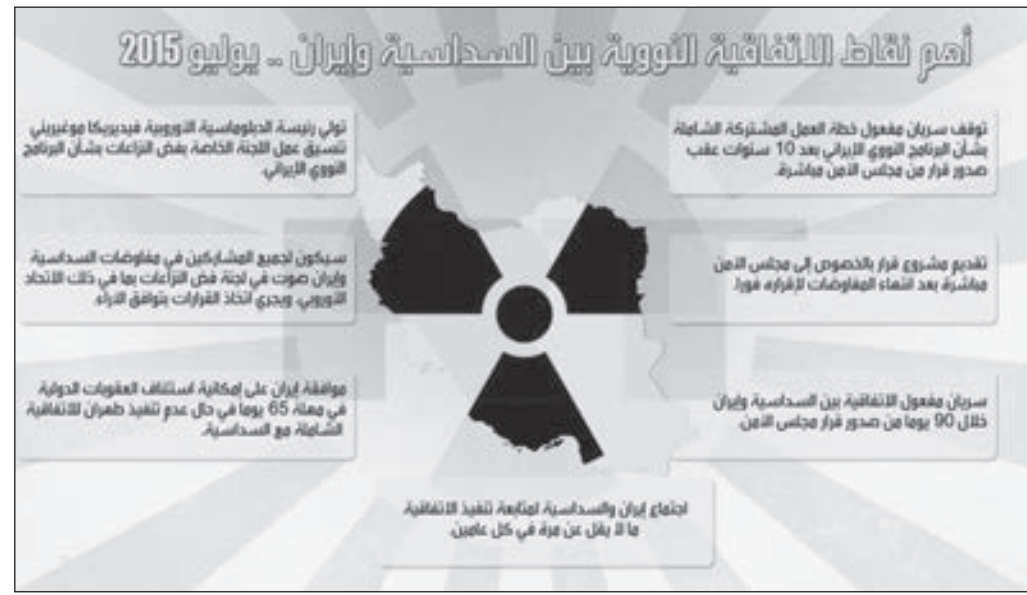 أهم نقاط الاتفاقية النووية بين السداسية وإيران .. يوليو 2015
توقف سريان مفعول خطة العمل المشتركة الشاملة
بشأن البرنامج النووي الإيراني بعد 10 سنوات عقب
صدور قرار من مجلس الأمن مباشرة.
تقديم مشروع قرار بالخصوص إلى مجلس الأمن
مباشرة بعد انتهاء المفاوضات لإقراره فورا.
سريان مفعول الاتفاقية بين السداسية وإيران
خلال 90 يوما من صدور قرار مجلس الأمن.
تولي رئيسة الدبلوماسية الأوروبية فيديريكا موغيريني
تنسيق عمل اللجنة الخاصة بفض النزاعات بشأن البرنامج
النووي الإيراني.
سيكون لجميع المشاركين في مفاوضات السداسية
وإيران صوت في لجنة فض النزاعات بما في ذلك الاتحاد
الأوروبي، ويجري اتخاذ القرارات بتوافق الآراء.
موافقة إيران على إمكانية استئناف العقوبات الدولية
في مهلة 65 يوما في حال عدم تنفيذ طهران للاتفاقية
الشاملة مع السداسية.
اجتماع إيران والسداسية لمتابعة تنفيذ الاتفاقية
ما لا يقل عن مرة في كل عامين.